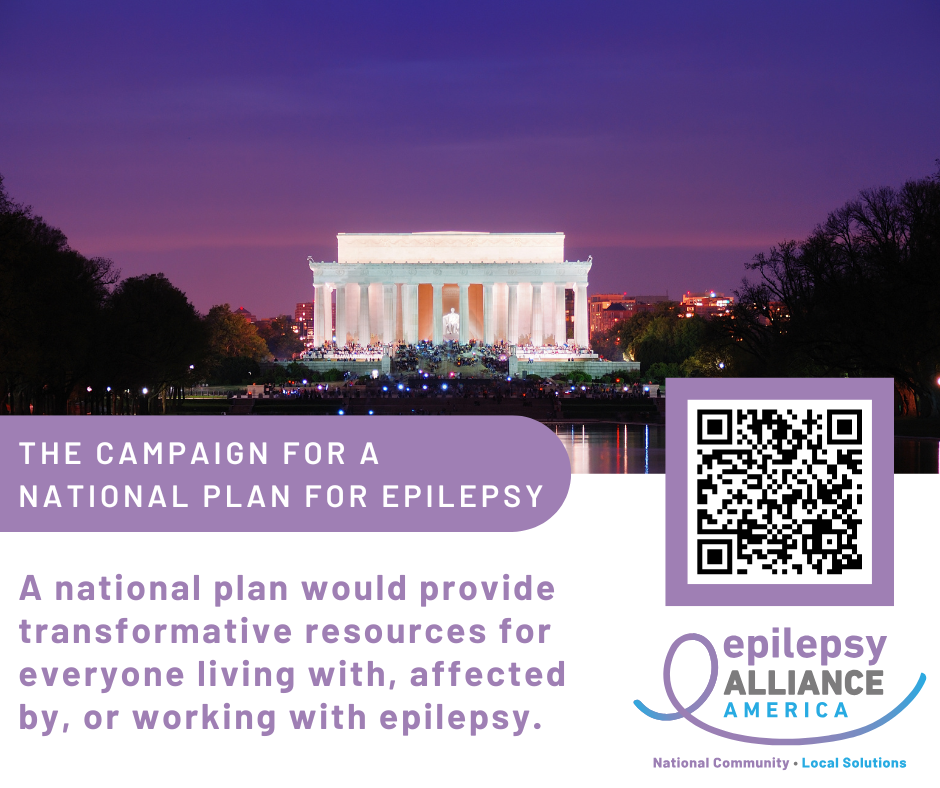 THE CAMPAIGN FOR A
NATIONAL PLAN FOR EPILEPSY
A national plan would provide
transformative resources for
everyone living with, affected
by, or working with epilepsy.
epilepsy
ALLIANCE
AMERICA
National Community • Local Solutions